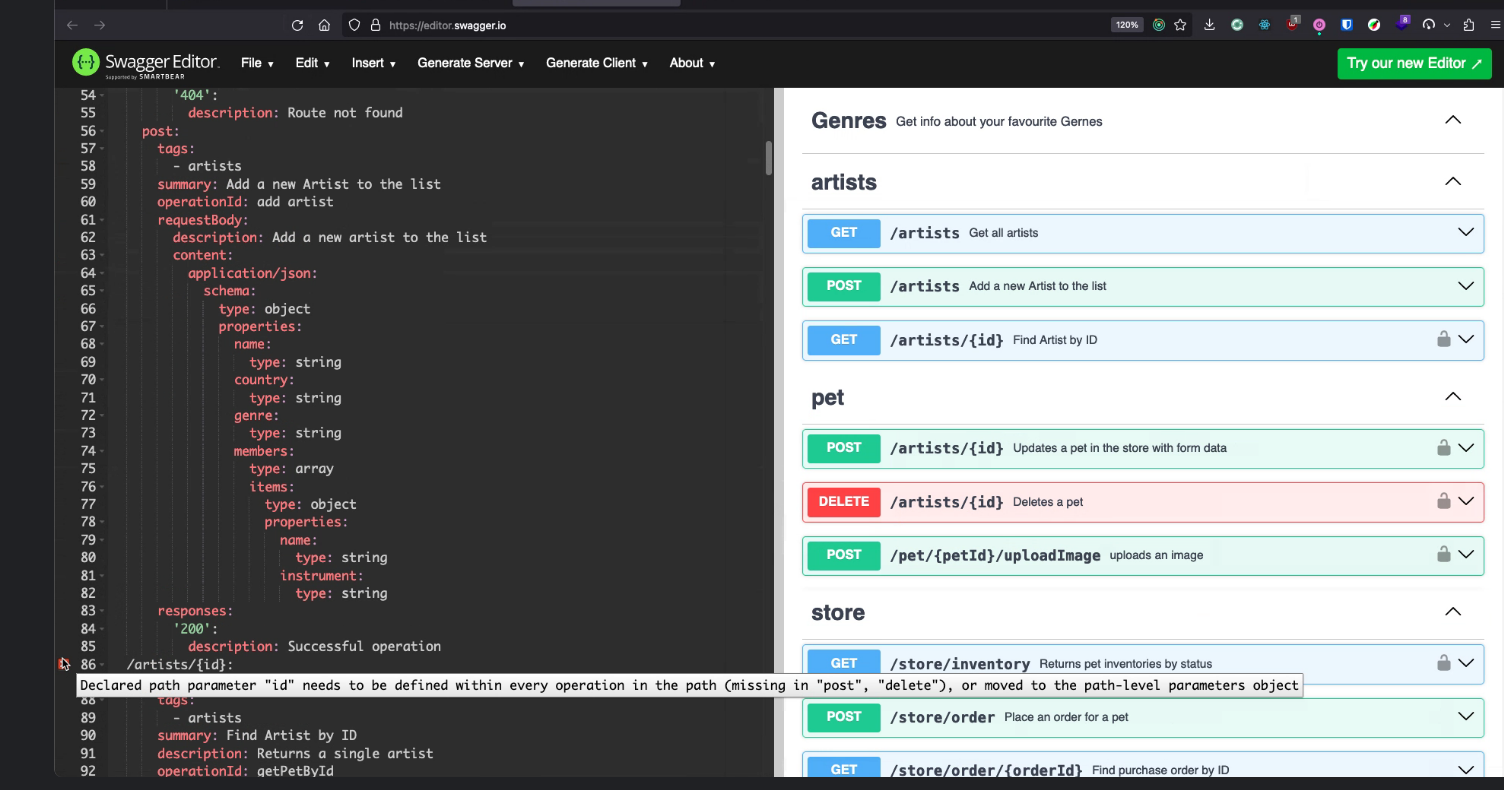 https://editor.swagger.io
120%
1
8
{···} Swagger Editor.
Supported by SMARTBEAR
File
Edit
Insert
Generate Server
Generate Client
About
Try our new Editor
54 '404':
55 description: Route not found
56 post:
57 tags:
58 - artists
59 summary: Add a new Artist to the list
60 operationId: add artist
61 requestBody:
62 description: Add a new artist to the list
63 content:
64 application/json:
65 schema:
66 type: object
67 properties:
68 name:
69 type: string
70 country:
71 type: string
72 genre:
73 type: string
74 members:
75 type: array
76 items:
77 type: object
78 properties:
79 name:
80 type: string
81 instrument:
82 type: string
83 responses:
84 '200':
85 description: Successful operation
86 /artists/{id}:
Declared path parameter "id" needs to be defined within every operation in the path (missing in "post", "delete"), or moved to the path-level parameters object
88 tags:
89 - artists
90 summary: Find Artist by ID
91 description: Returns a single artist
92 operationId: getPetById
Genres Get info about your favourite Gernes
artists
GET /artists Get all artists
POST /artists Add a new Artist to the list
GET /artists/{id} Find Artist by ID
pet
POST /artists/{id} Updates a pet in the store with form data
DELETE /artists/{id} Deletes a pet
POST /pet/{petId}/uploadImage uploads an image
store
GET /store/inventory Returns pet inventories by status
POST /store/order Place an order for a pet
GET /store/order/{orderId} Find purchase order by ID